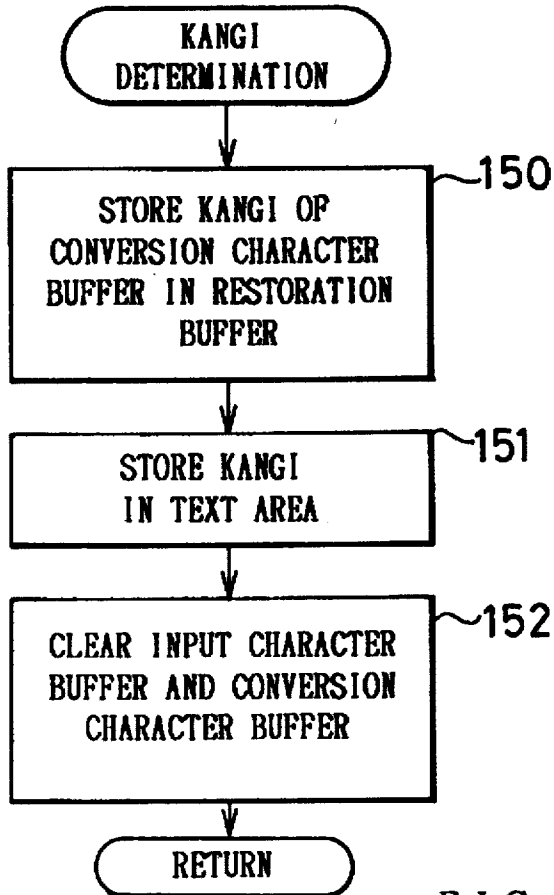 KANGI
DETERMINATION
150
STORE KANGI OF
CONVERSION CHARACTER
BUFFER IN RESTORATION
BUFFER
151
STORE KANGI
IN TEXT AREA
152
CLEAR INPUT CHARACTER
BUFFER AND CONVERSION
CHARACTER BUFFER
RETURN